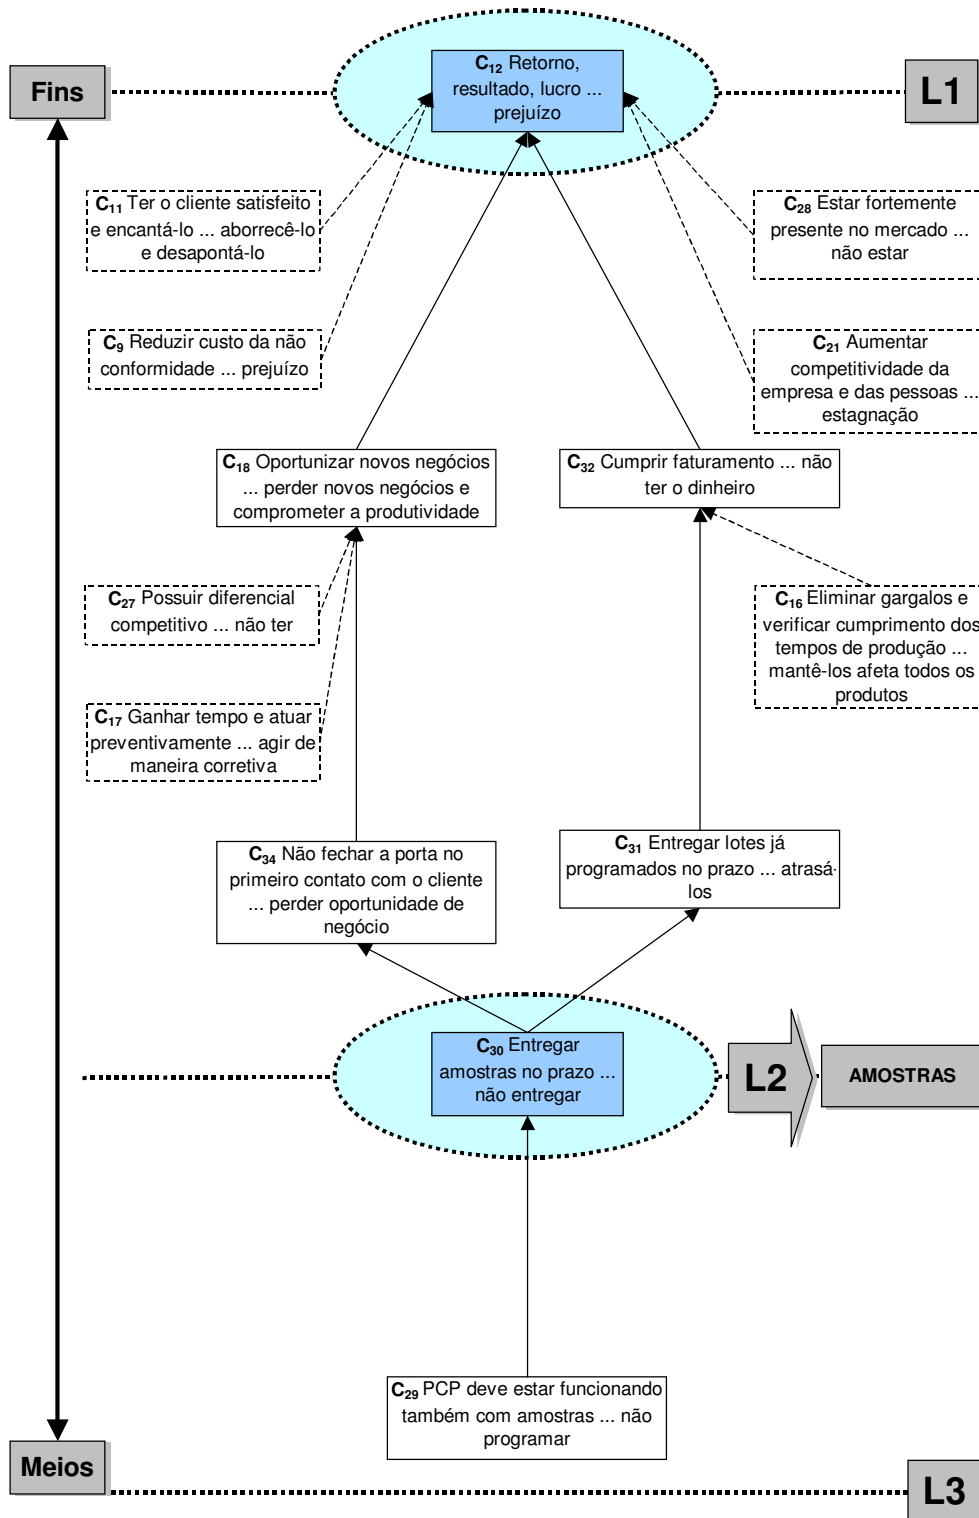 C12 Retorno,
resultado, lucro ...
prejuízo
Fins
L1
C11 Ter o cliente satisfeito
e encantá-lo ... aborrecê-lo
e desapontá-lo
C28 Estar fortemente
presente no mercado ...
não estar
C9 Reduzir custo da não
conformidade ... prejuízo
C21 Aumentar
competitividade da
empresa e das pessoas ...
estagnação
C18 Oportunizar novos negócios
... perder novos negócios e
comprometer a produtividade
C32 Cumprir faturamento ... não
ter o dinheiro
C27 Possuir diferencial
competitivo ... não ter
C16 Eliminar gargalos e
verificar cumprimento dos
tempos de produção ...
mantê-los afeta todos os
produtos
C17 Ganhar tempo e atuar
preventivamente ... agir de
maneira corretiva
C34 Não fechar a porta no
primeiro contato com o cliente
... perder oportunidade de
negócio
C31 Entregar lotes já
programados no prazo ... atrasá-
los
C30 Entregar
amostras no prazo ...
não entregar
L2
AMOSTRAS
C29 PCP deve estar funcionando
também com amostras ... não
programar
Meios
L3